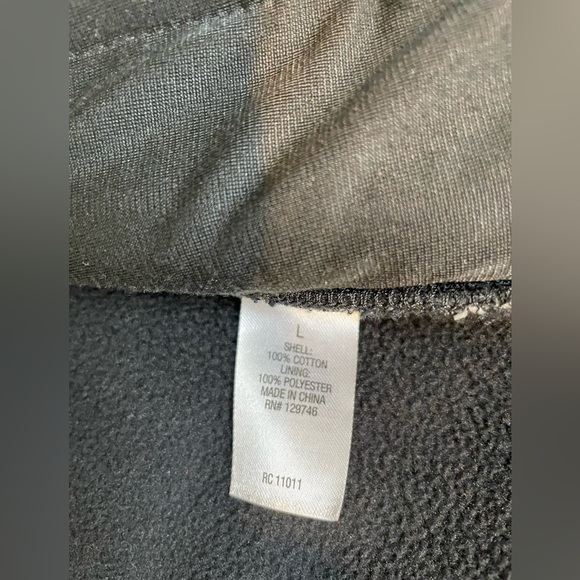 L
SHELL:
100% COTTON
LINING:
100% POLYESTER
MADE IN CHINA
RN# 129746
RC 11011